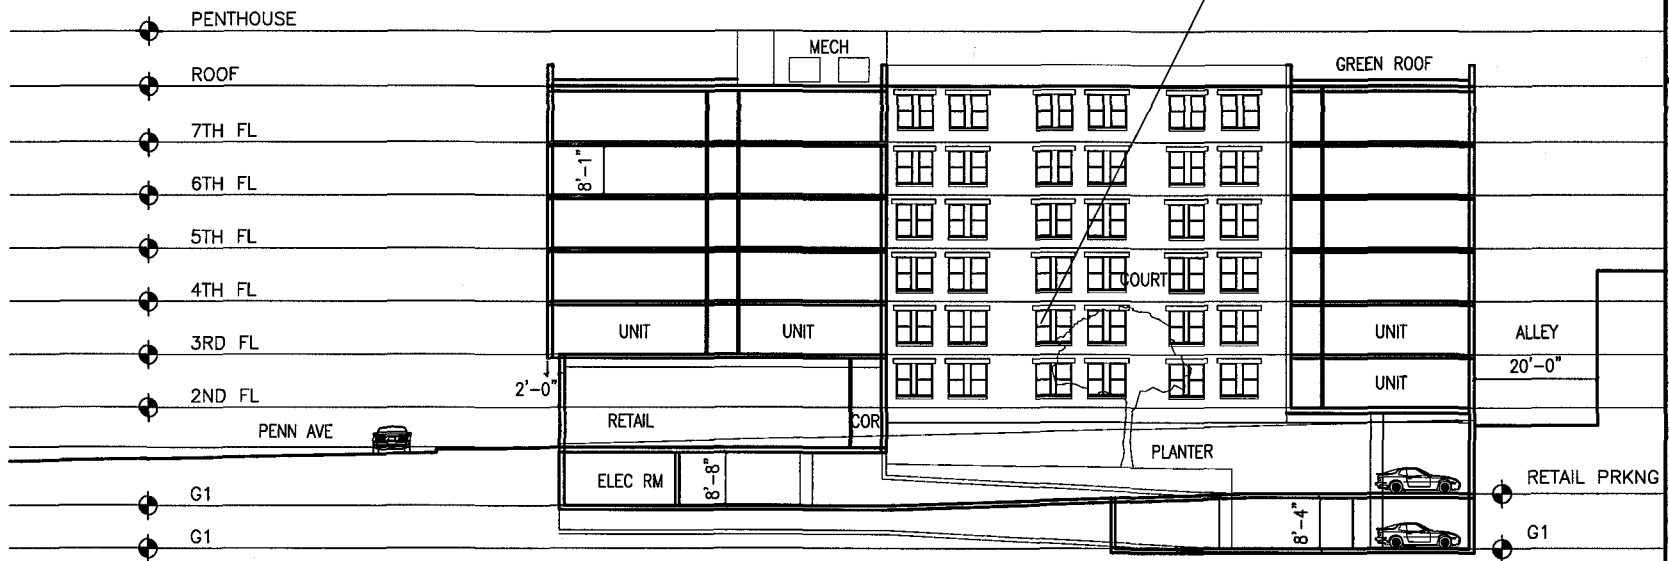 PENTHOUSE
MECH
GREEN ROOF
ROOF
7TH FL
8'-1"
6TH FL
5TH FL
COURT
4TH FL
UNIT UNIT UNIT ALLEY
3RD FL
20'-0"
2'-0"
UNIT
2ND FL
RETAIL COR
PENN AVE
PLANTER
ELEC RM 8'-8" RETAIL PRKNG
G1
8'-4"
G1 G1